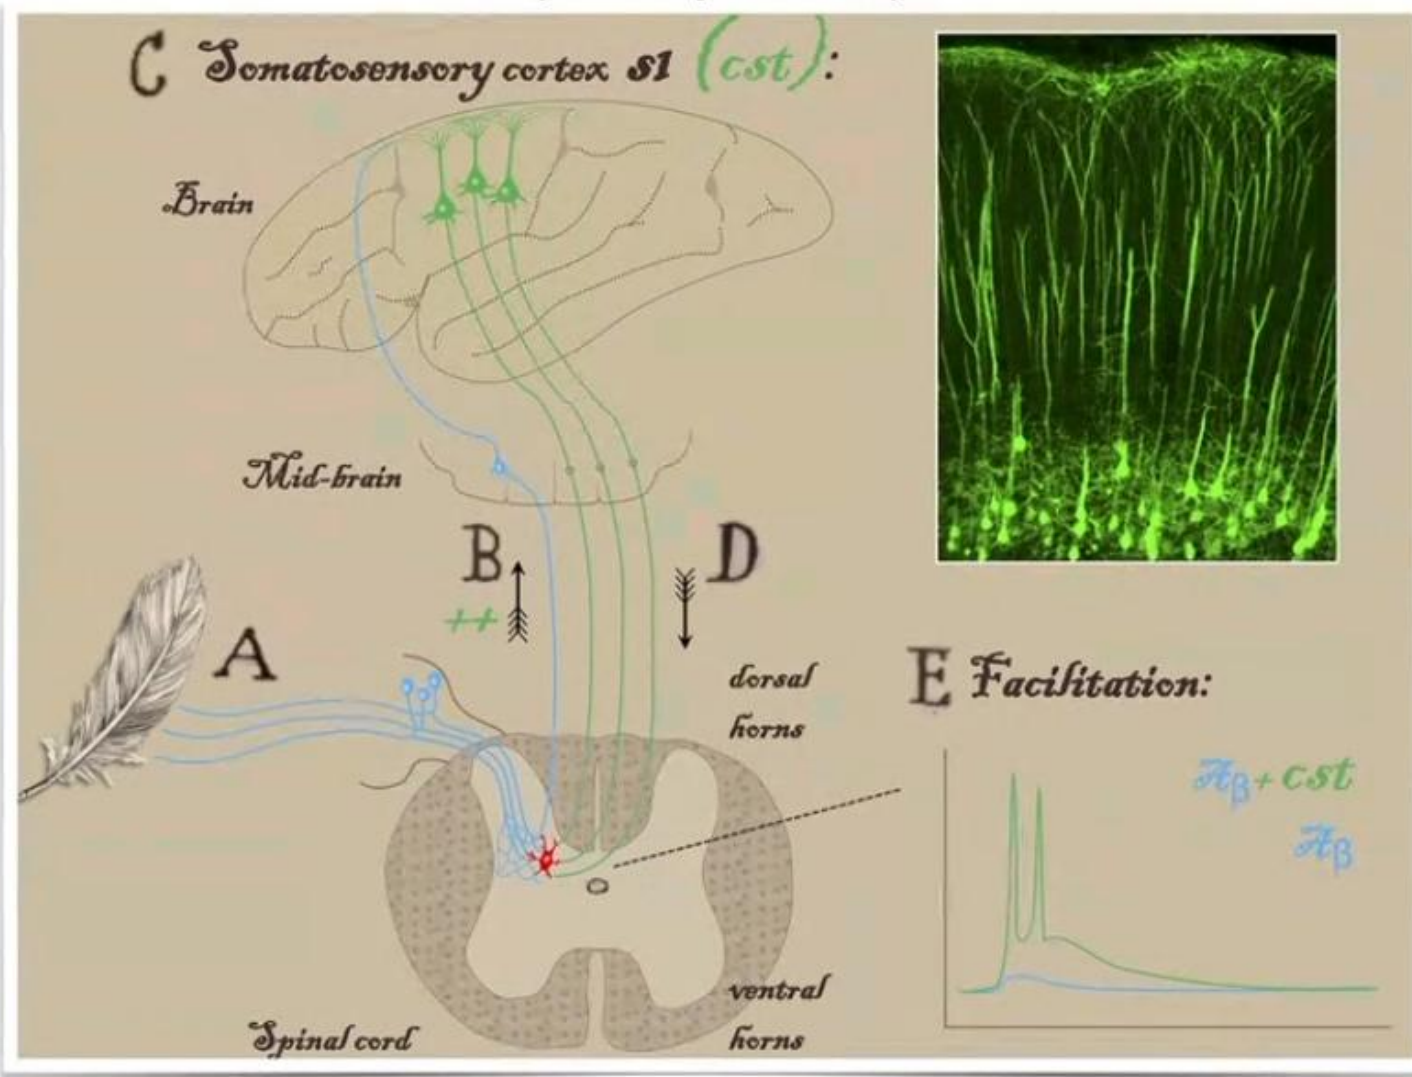 C Somatosensory cortex s1 (cst):
Brain
Mid-brain
B
++
D
A
dorsal
horns
E Facilitation:
Aβ + cst
Aβ
ventral
horns
Spinal cord